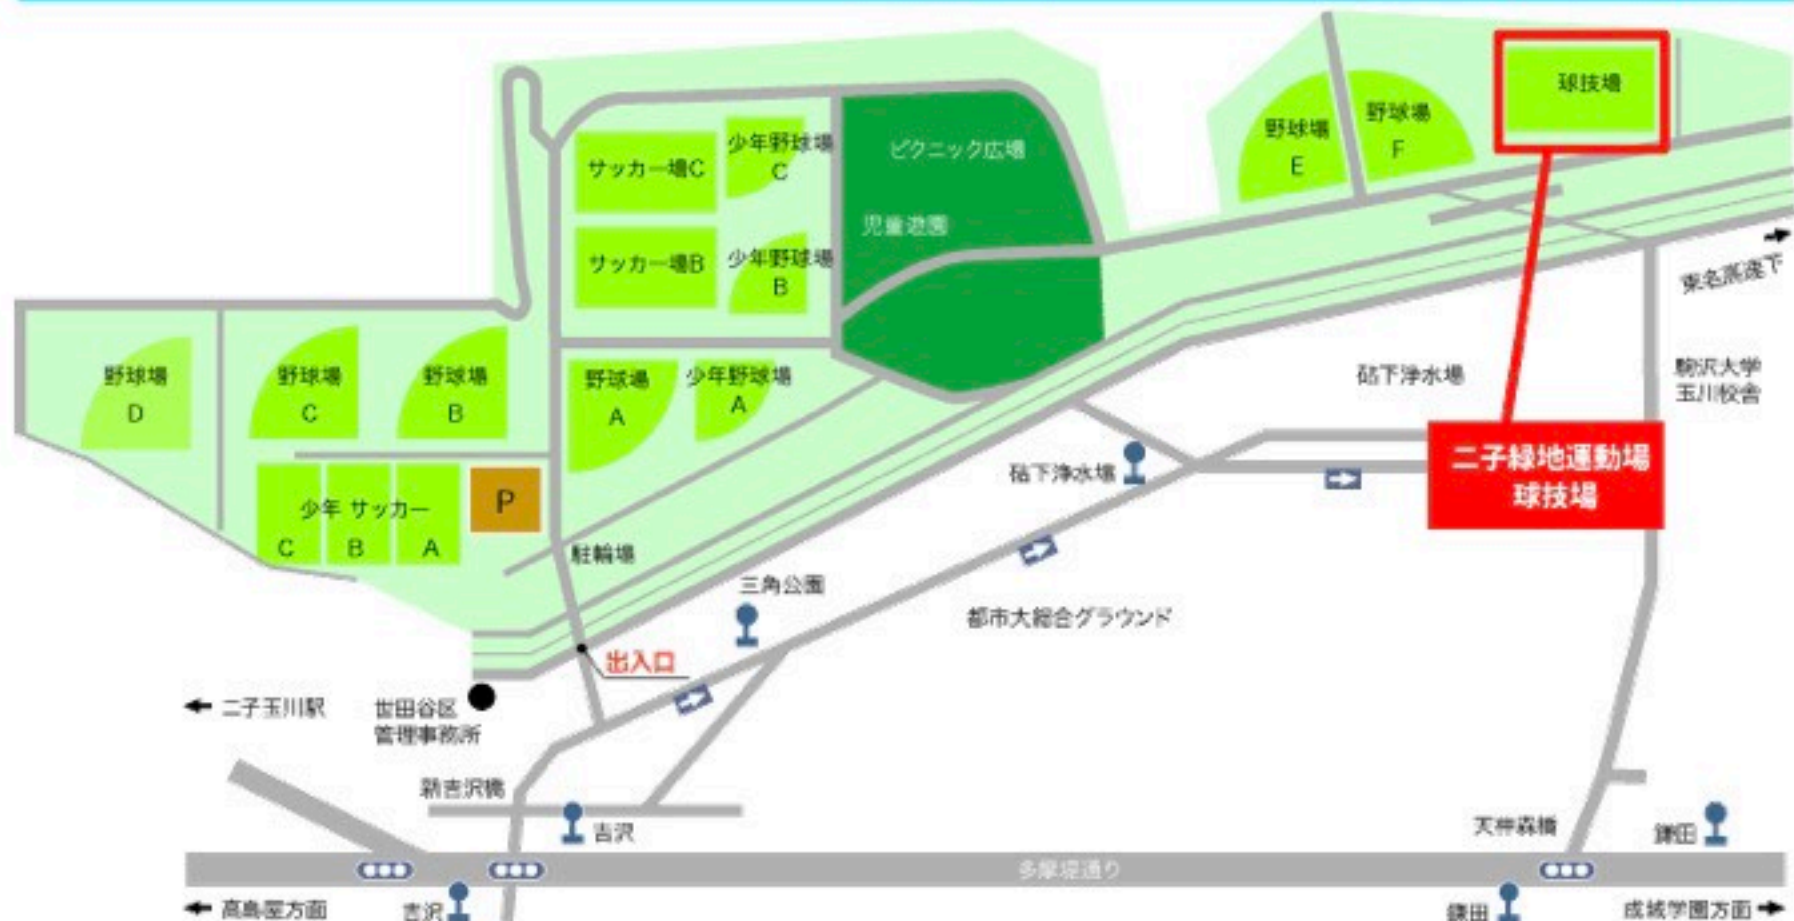 球技場
野球場
E
野球場
F
サッカー場C
少年野球場
C
ピクニック広場
児童遊園
サッカー場B
少年野球場
B
東名高速下
野球場
D
野球場
C
野球場
B
野球場
A
少年野球場
A
砧下浄水場
駒沢大学
玉川校舎
二子緑地運動場
球技場
砧下浄水場
少年 サッカー
C B A
P
駐輪場
三角公園
都市大総合グラウンド
出入口
二子玉川駅
世田谷区
管理事務所
新吉沢橋
吉沢
天神森橋
鎌田
多摩堤通り
高島屋方面
吉沢
鎌田
成城学園方面